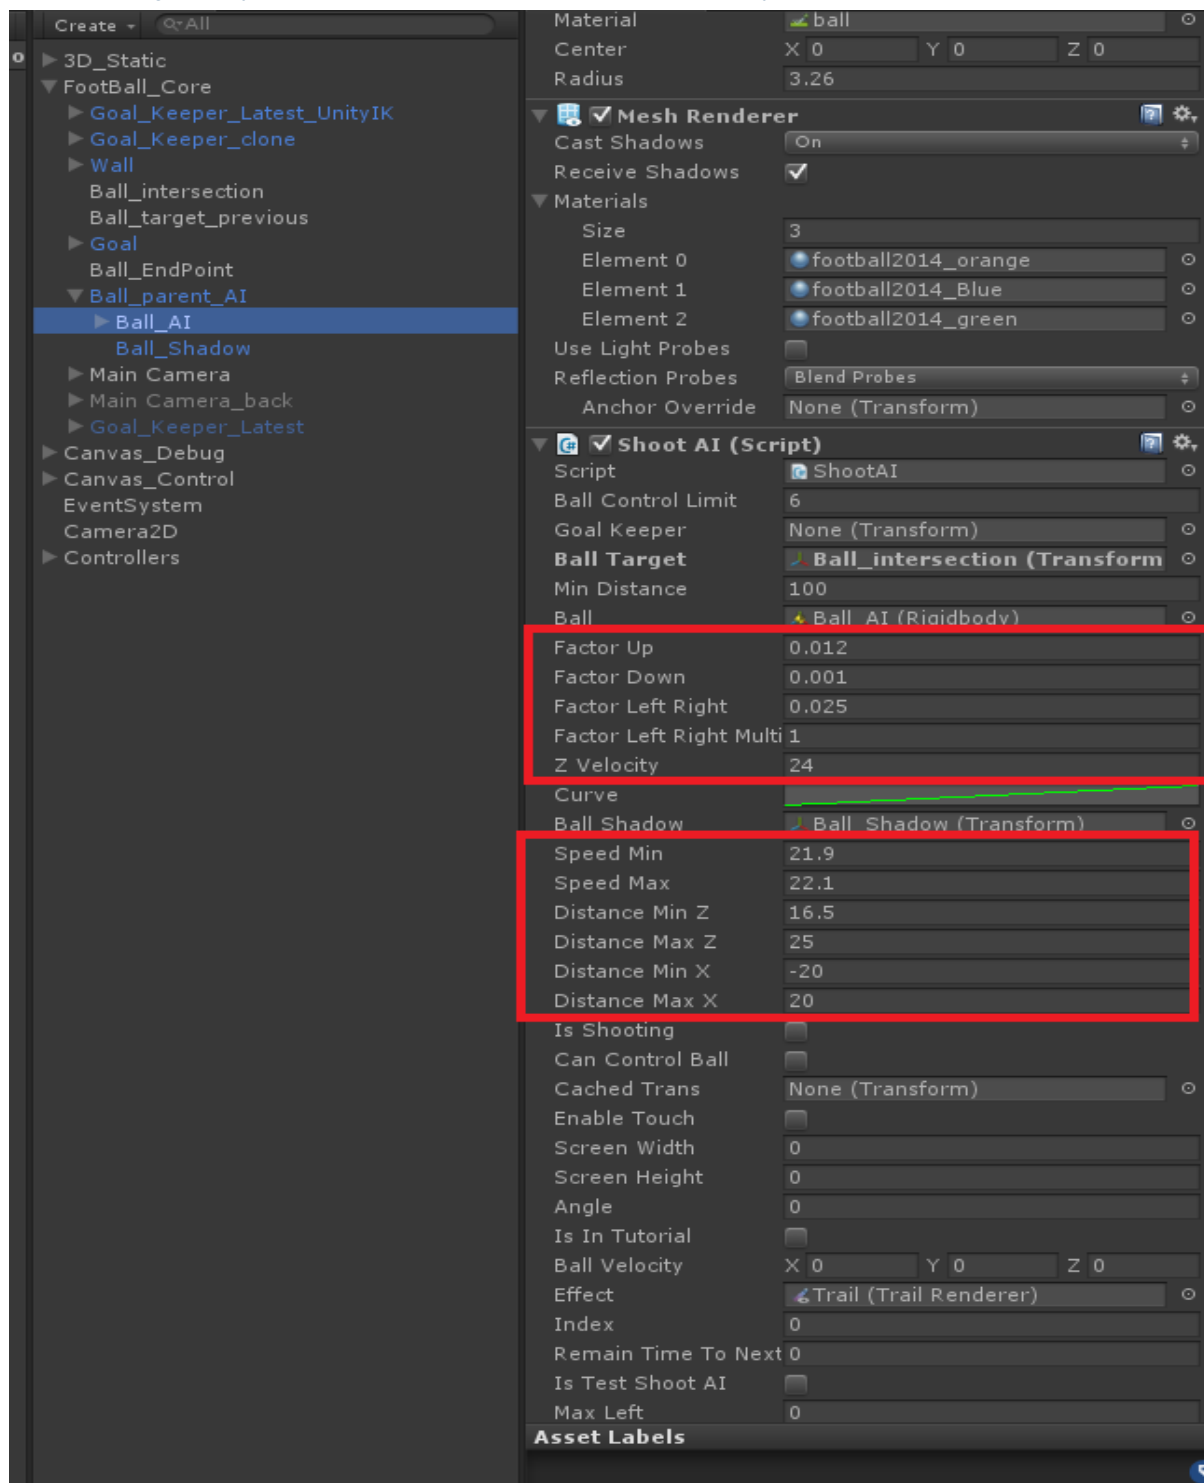 Create
All
3D_Static
FootBall_Core
Goal_Keeper_Latest_UnityIK
Goal_Keeper_clone
Wall
Ball_intersection
Ball_target_previous
Goal
Ball_EndPoint
Ball_parent_AI
Ball_AI
Ball_Shadow
Main Camera
Main Camera_back
Goal_Keeper_Latest
Canvas_Debug
Canvas_Control
EventSystem
Camera2D
Controllers
Material ball
Center X 0 Y 0 Z 0
Radius 3.26
Mesh Renderer
Cast Shadows On
Receive Shadows
Materials
Size 3
Element 0 football2014_orange
Element 1 football2014_Blue
Element 2 football2014_green
Use Light Probes
Reflection Probes Blend Probes
Anchor Override None (Transform)
Shoot AI (Script)
Script ShootAI
Ball Control Limit 6
Goal Keeper None (Transform)
Ball Target Ball_intersection (Transform
Min Distance 100
Ball Ball_AI (Rigidbody)
Factor Up 0.012
Factor Down 0.001
Factor Left Right 0.025
Factor Left Right Multi 1
Z Velocity 24
Curve
Ball Shadow Ball_Shadow (Transform)
Speed Min 21.9
Speed Max 22.1
Distance Min Z 16.5
Distance Max Z 25
Distance Min X -20
Distance Max X 20
Is Shooting
Can Control Ball
Cached Trans None (Transform)
Enable Touch
Screen Width 0
Screen Height 0
Angle 0
Is In Tutorial
Ball Velocity X 0 Y 0 Z 0
Effect Trail (Trail Renderer)
Index 0
Remain Time To Next 0
Is Test Shoot AI
Max Left 0
Asset Labels